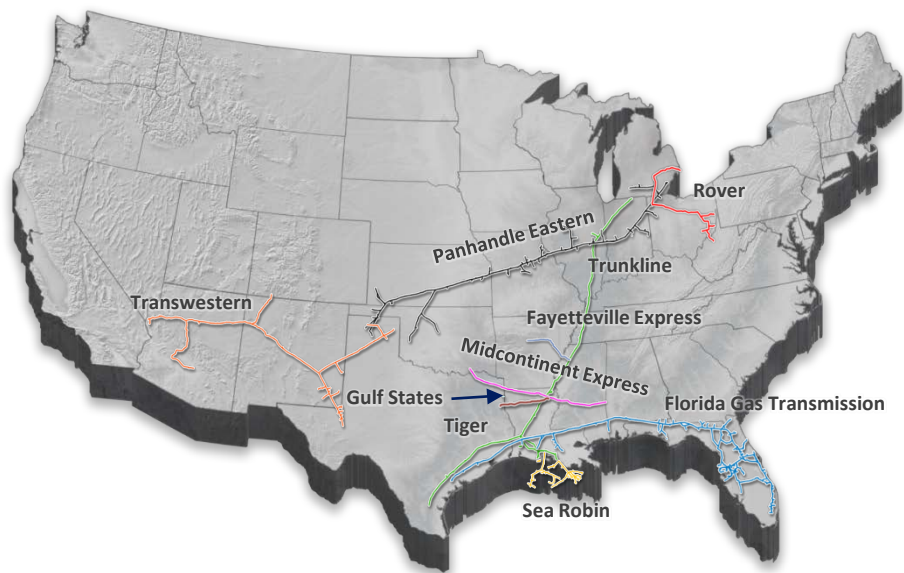 Rover
Panhandle Eastern
Trunkline
Transwestern
Fayetteville Express
Midcontinent Express
Gulf States
Florida Gas Transmission
Tiger
Sea Robin